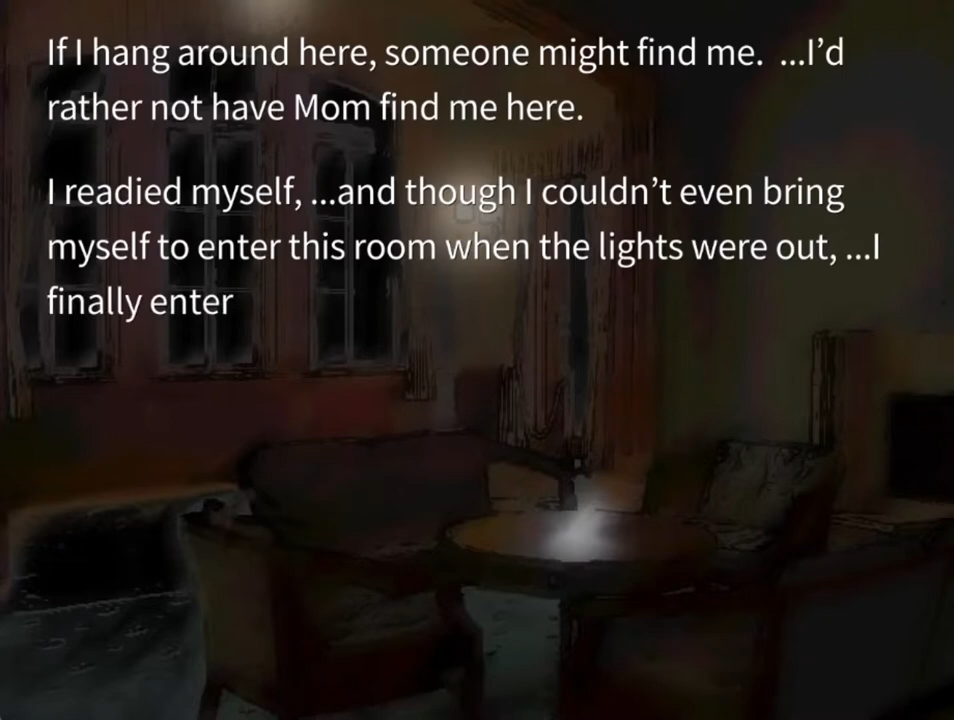 If I hang around here, someone might find me.  ...I’d
rather not have Mom find me here.
I readied myself, ...and though I couldn’t even bring
myself to enter this room when the lights were out, ...I
finally enter